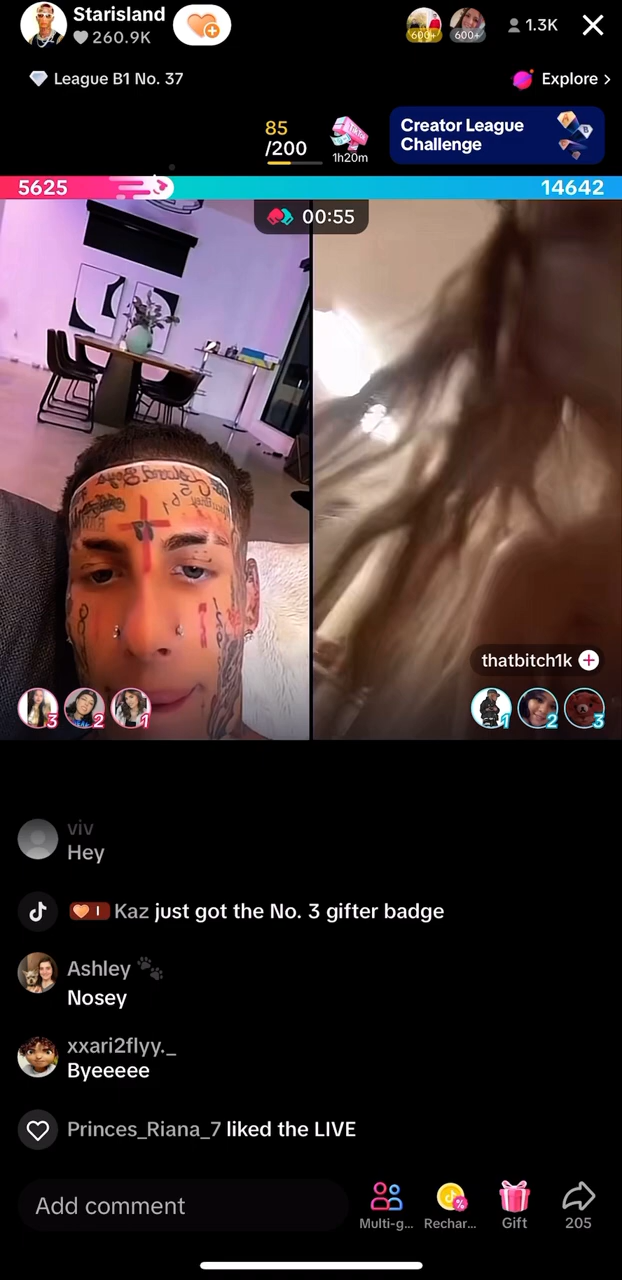 Starisland
260.9K
600+
600+
1.3K
League B1 No. 37
Explore >
85
/200
1h20m
Creator League
Challenge
5625
14642
00:55
thatbitch1k
3
2
1
1
2
3
viv
Hey
I Kaz just got the No. 3 gifter badge
Ashley 🐾
Nosey
xxari2flyy._
Byeeeee
Princes_Riana_7 liked the LIVE
Add comment
Multi-g...
Rechar...
Gift
205